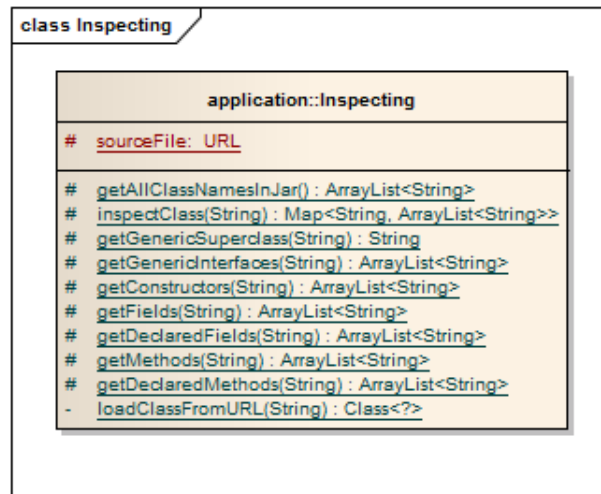 class Inspecting
application::Inspecting
# sourceFile: URL
# getAllClassNamesInJar() : ArrayList<String>
# inspectClass(String) : Map<String, ArrayList<String>>
# getGenericSuperclass(String) : String
# getGenericInterfaces(String) : ArrayList<String>
# getConstructors(String) : ArrayList<String>
# getFields(String) : ArrayList<String>
# getDeclaredFields(String) : ArrayList<String>
# getMethods(String) : ArrayList<String>
# getDeclaredMethods(String) : ArrayList<String>
- loadClassFromURL(String) : Class<?>